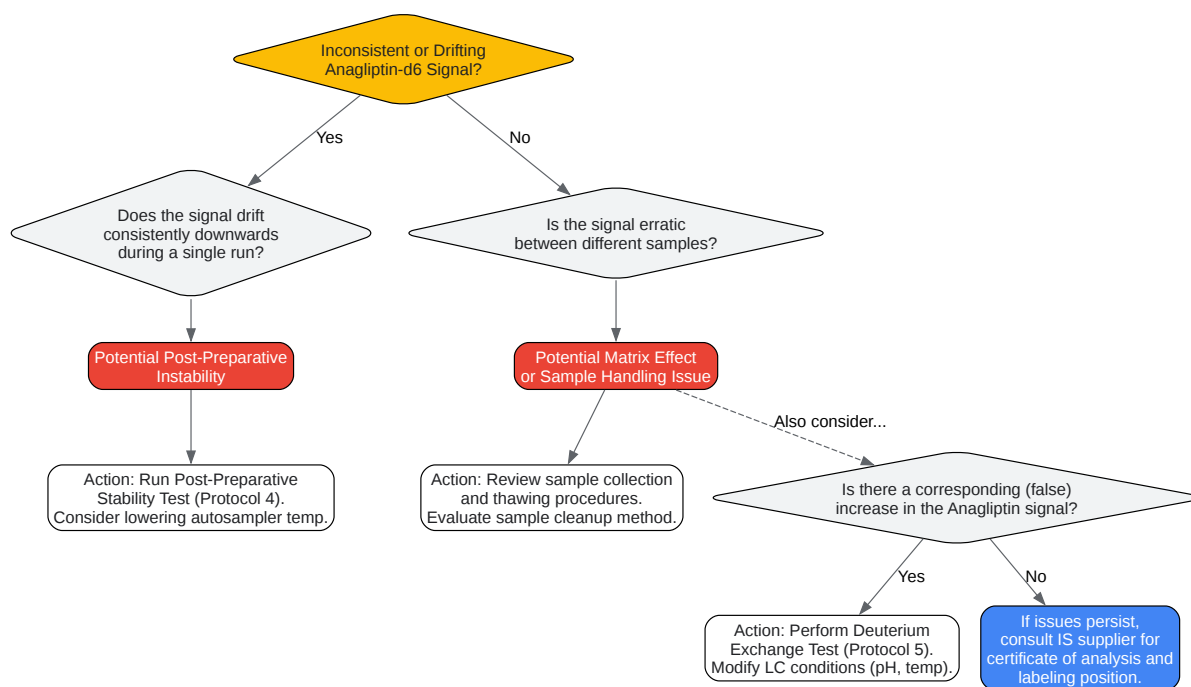 Inconsistent or Drifting
Anagliptin-d6 Signal?
Yes
No
Does the signal drift
consistently downwards
during a single run?
Is the signal erratic
between different samples?
Potential Post-Preparative
Instability
Potential Matrix Effect
or Sample Handling Issue
Also consider...
Action: Run Post-Preparative
Stability Test (Protocol 4).
Consider lowering autosampler temp.
Action: Review sample collection
and thawing procedures.
Evaluate sample cleanup method.
Is there a corresponding (false)
increase in the Anagliptin signal?
Yes
No
Action: Perform Deuterium
Exchange Test (Protocol 5).
Modify LC conditions (pH, temp).
If issues persist,
consult IS supplier for
certificate of analysis and
labeling position.